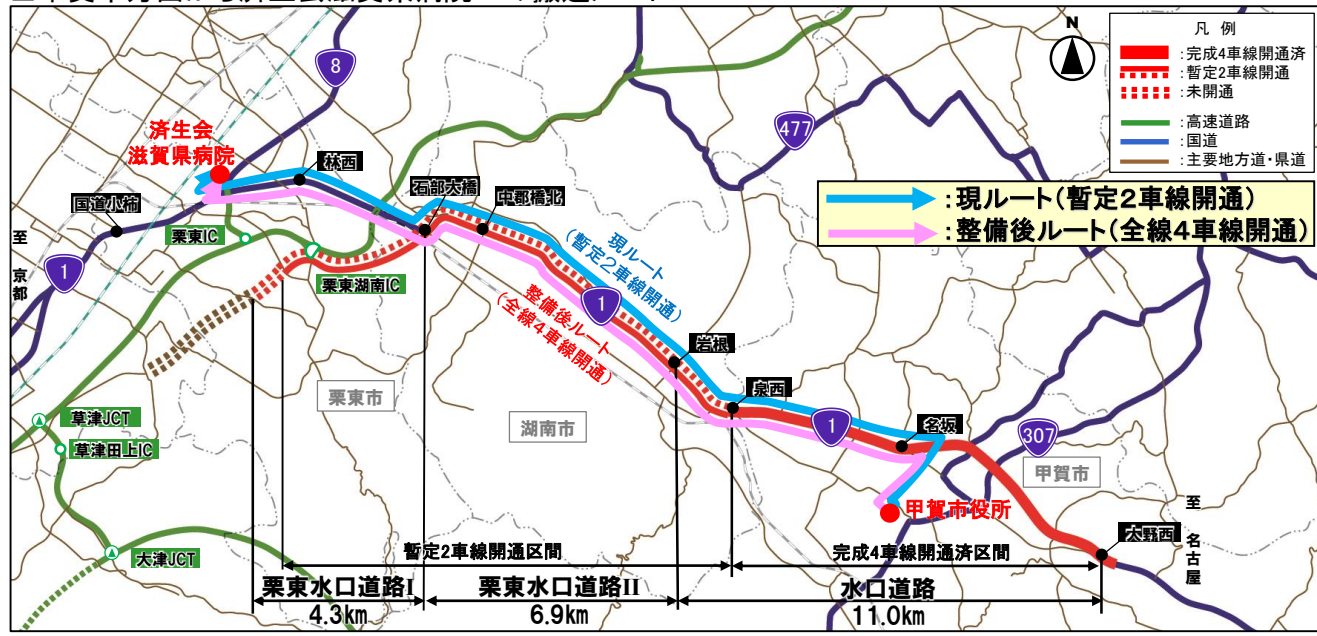 N
凡例
:完成4車線開通済
:暫定2車線開通
:未開通
:高速道路
:国道
:主要地方道・県道
8
477
済生会
滋賀県病院
林西
石部大橋
中郡橋北
:現ルート(暫定2車線開通)
:整備後ルート(全線4車線開通)
国道小柿
栗東IC
至
京都
1
栗東湖南IC
現ルート
(暫定2車線開通)
1
整備後ルート
(全線4車線開通)
岩根
栗東市
泉西
草津JCT
湖南市
1
名坂
307
草津田上IC
甲賀市
甲賀市役所
至
名古屋
大津JCT
暫定2車線開通区間
完成4車線開通済区間
大野西
栗東水口道路I
栗東水口道路II
水口道路
4.3km
6.9km
11.0km